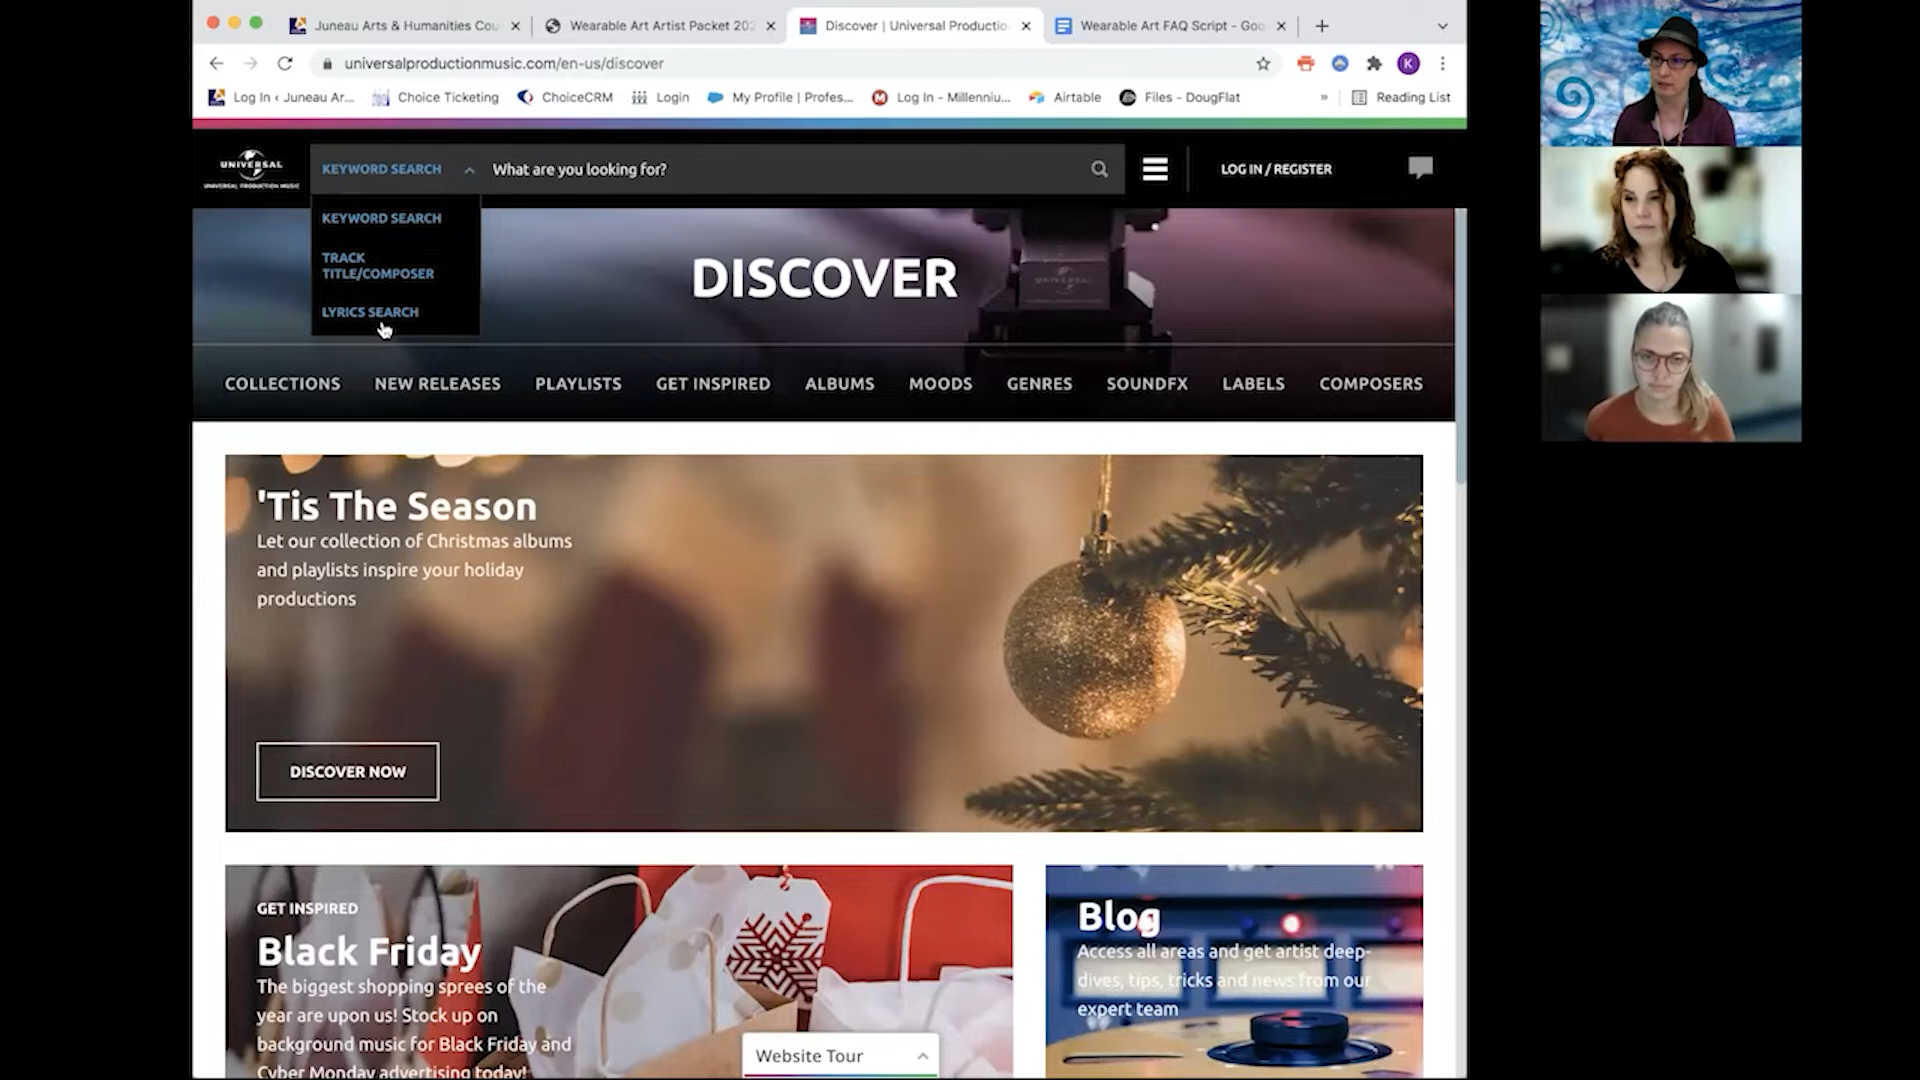 Juneau Arts & Humanities Cou
Wearable Art Artist Packet 202
Discover | Universal Productio
Wearable Art FAQ Script - Goo
universalproductionmusic.com/en-us/discover
K
Log In ‹ Juneau Ar...
Choice Ticketing
ChoiceCRM
Login
My Profile | Profes...
Log In - Millenniu...
Airtable
Files - DougFlat
»
Reading List
UNIVERSAL
UNIVERSAL PRODUCTION MUSIC
KEYWORD SEARCH
What are you looking for?
LOG IN / REGISTER
KEYWORD SEARCH
TRACK
TITLE/COMPOSER
LYRICS SEARCH
DISCOVER
COLLECTIONS
NEW RELEASES
PLAYLISTS
GET INSPIRED
ALBUMS
MOODS
GENRES
SOUNDFX
LABELS
COMPOSERS
'Tis The Season
Let our collection of Christmas albums
and playlists inspire your holiday
productions
DISCOVER NOW
GET INSPIRED
Black Friday
The biggest shopping sprees of the
year are upon us! Stock up on
background music for Black Friday and
Cyber Monday advertising today!
Blog
Access all areas and get artist deep-
dives, tips, tricks and news from our
expert team
Website Tour